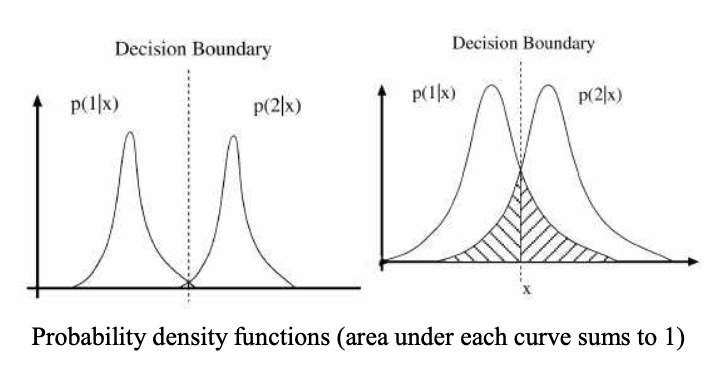 Decision Boundary
p(1|x)
p(2|x)
Decision Boundary
p(1|x)
p(2|x)
x
Probability density functions (area under each curve sums to 1)